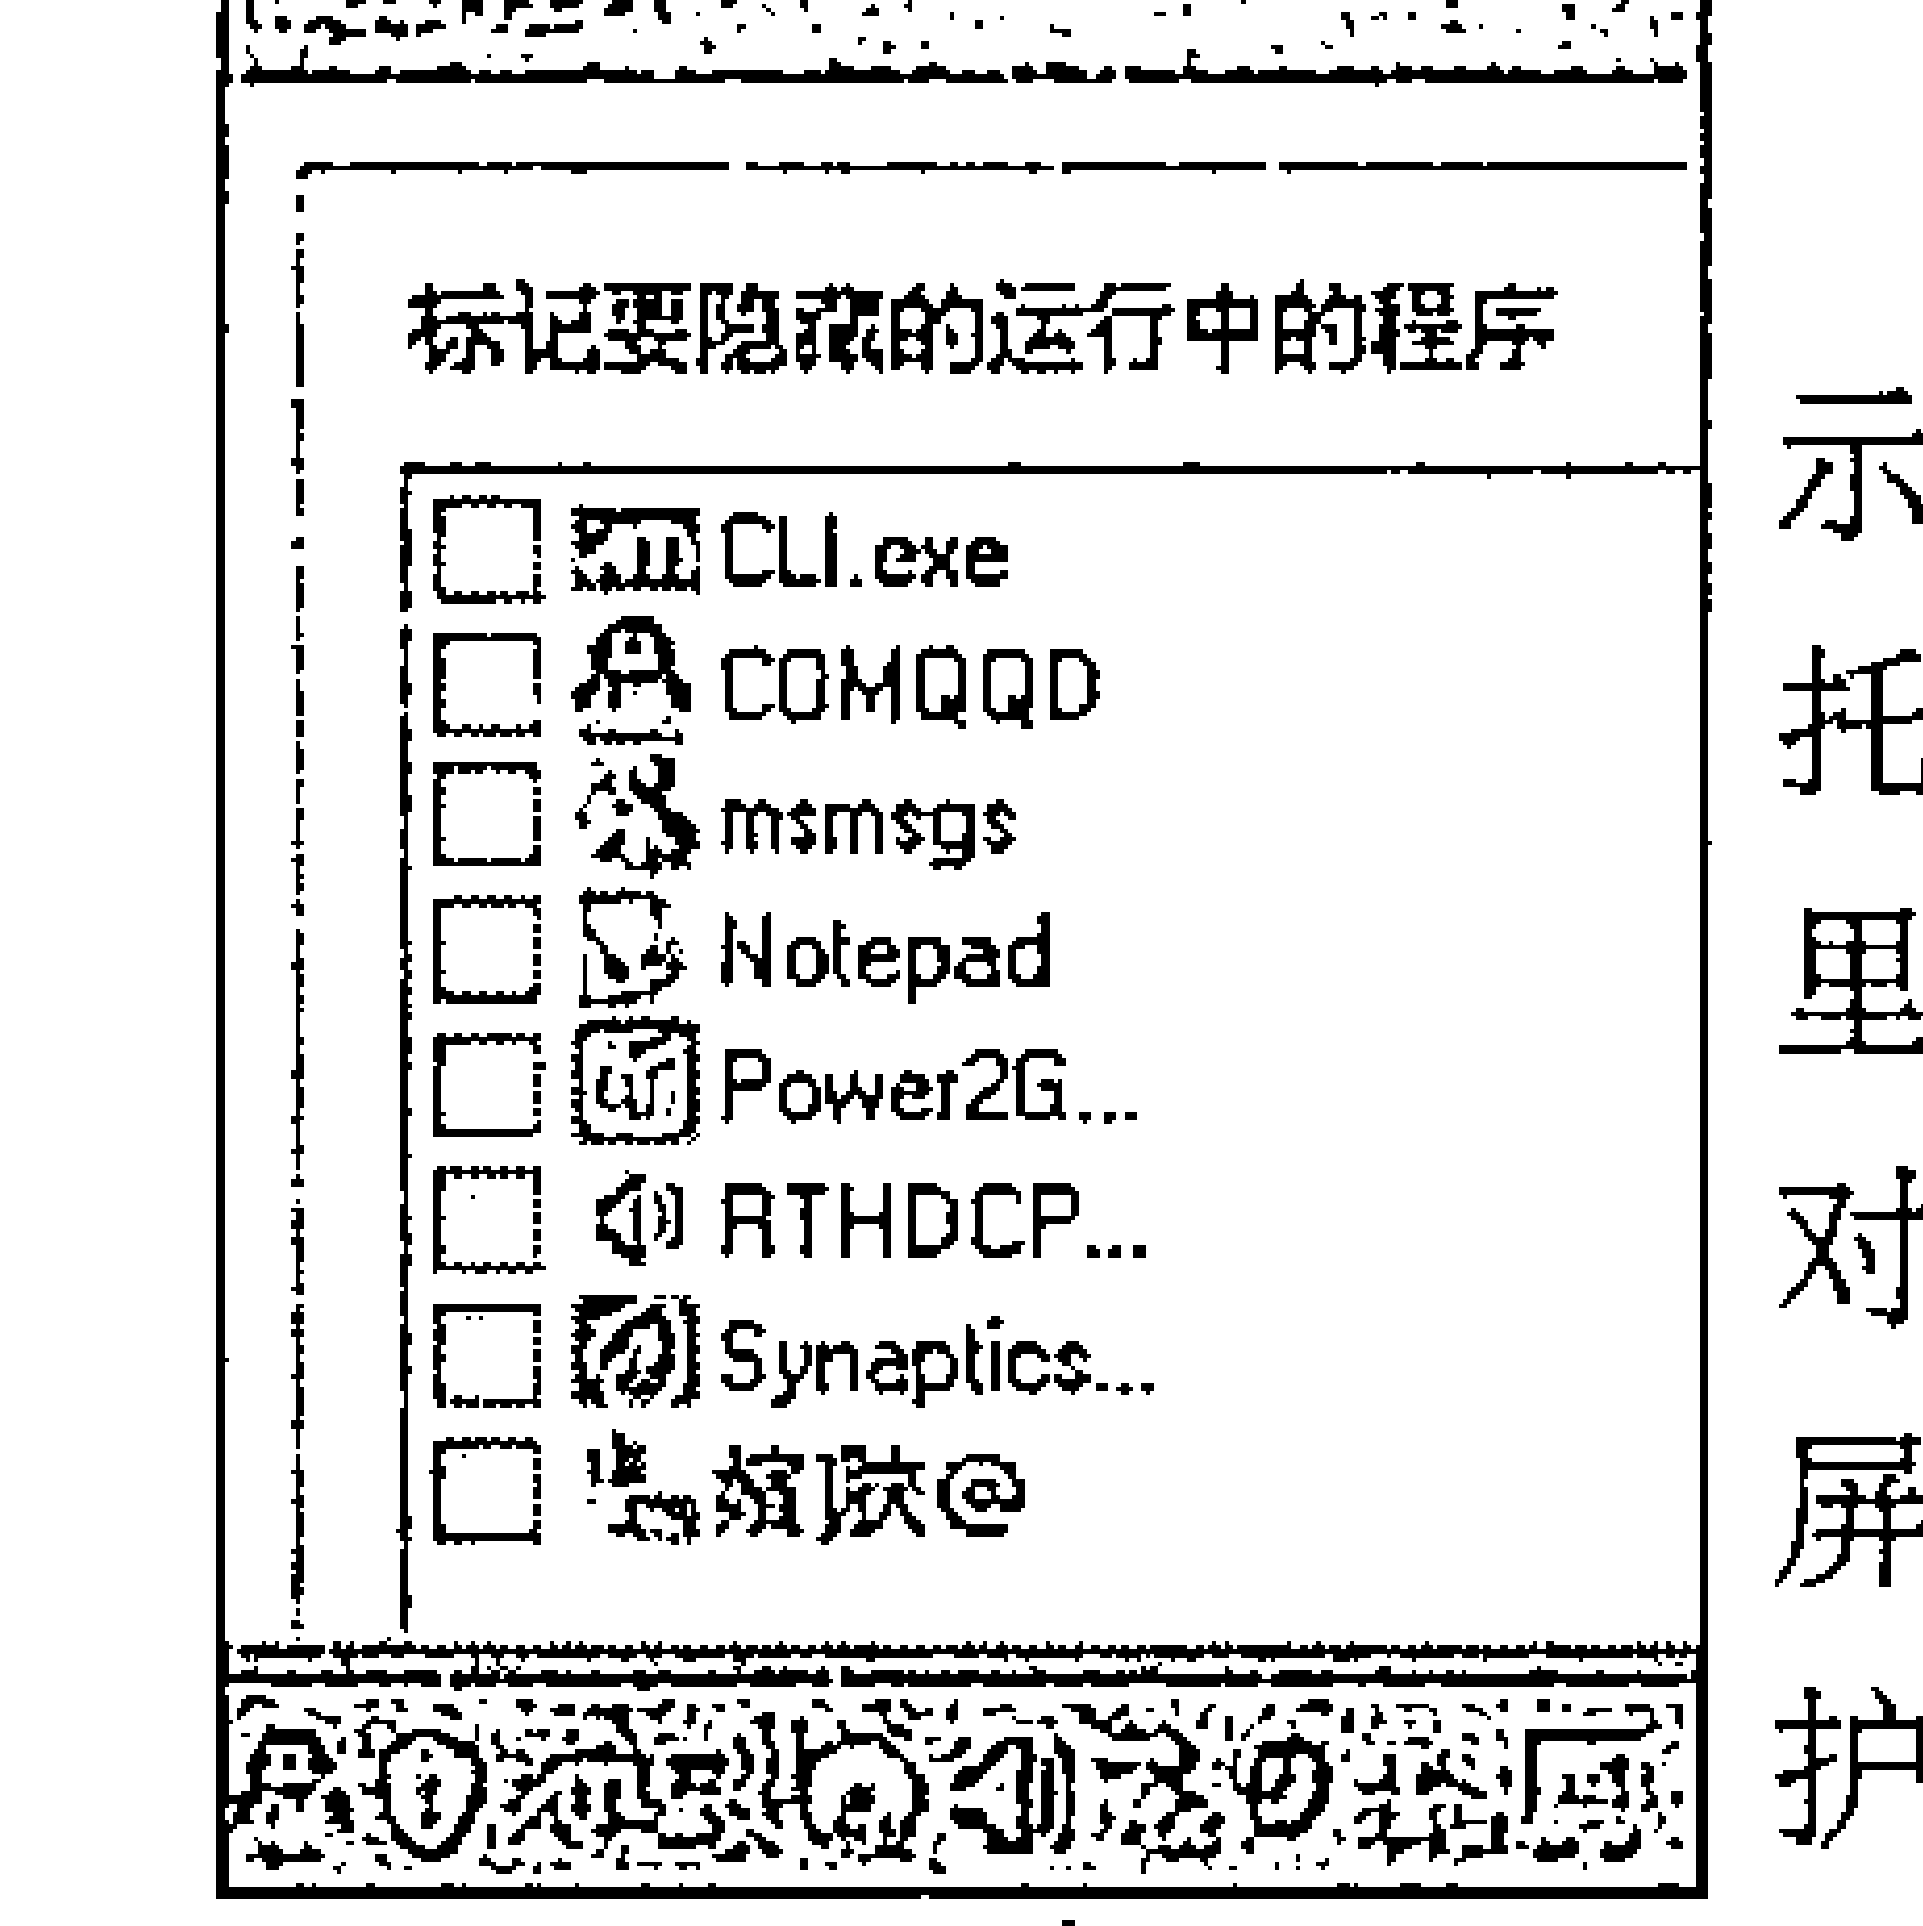 标记要隐藏的运行中的程序
CLI.exe
COMQQD
msmsgs
Notepad
Power2G...
RTHDCP...
Synaptics...
示
托
里
对
屏
护